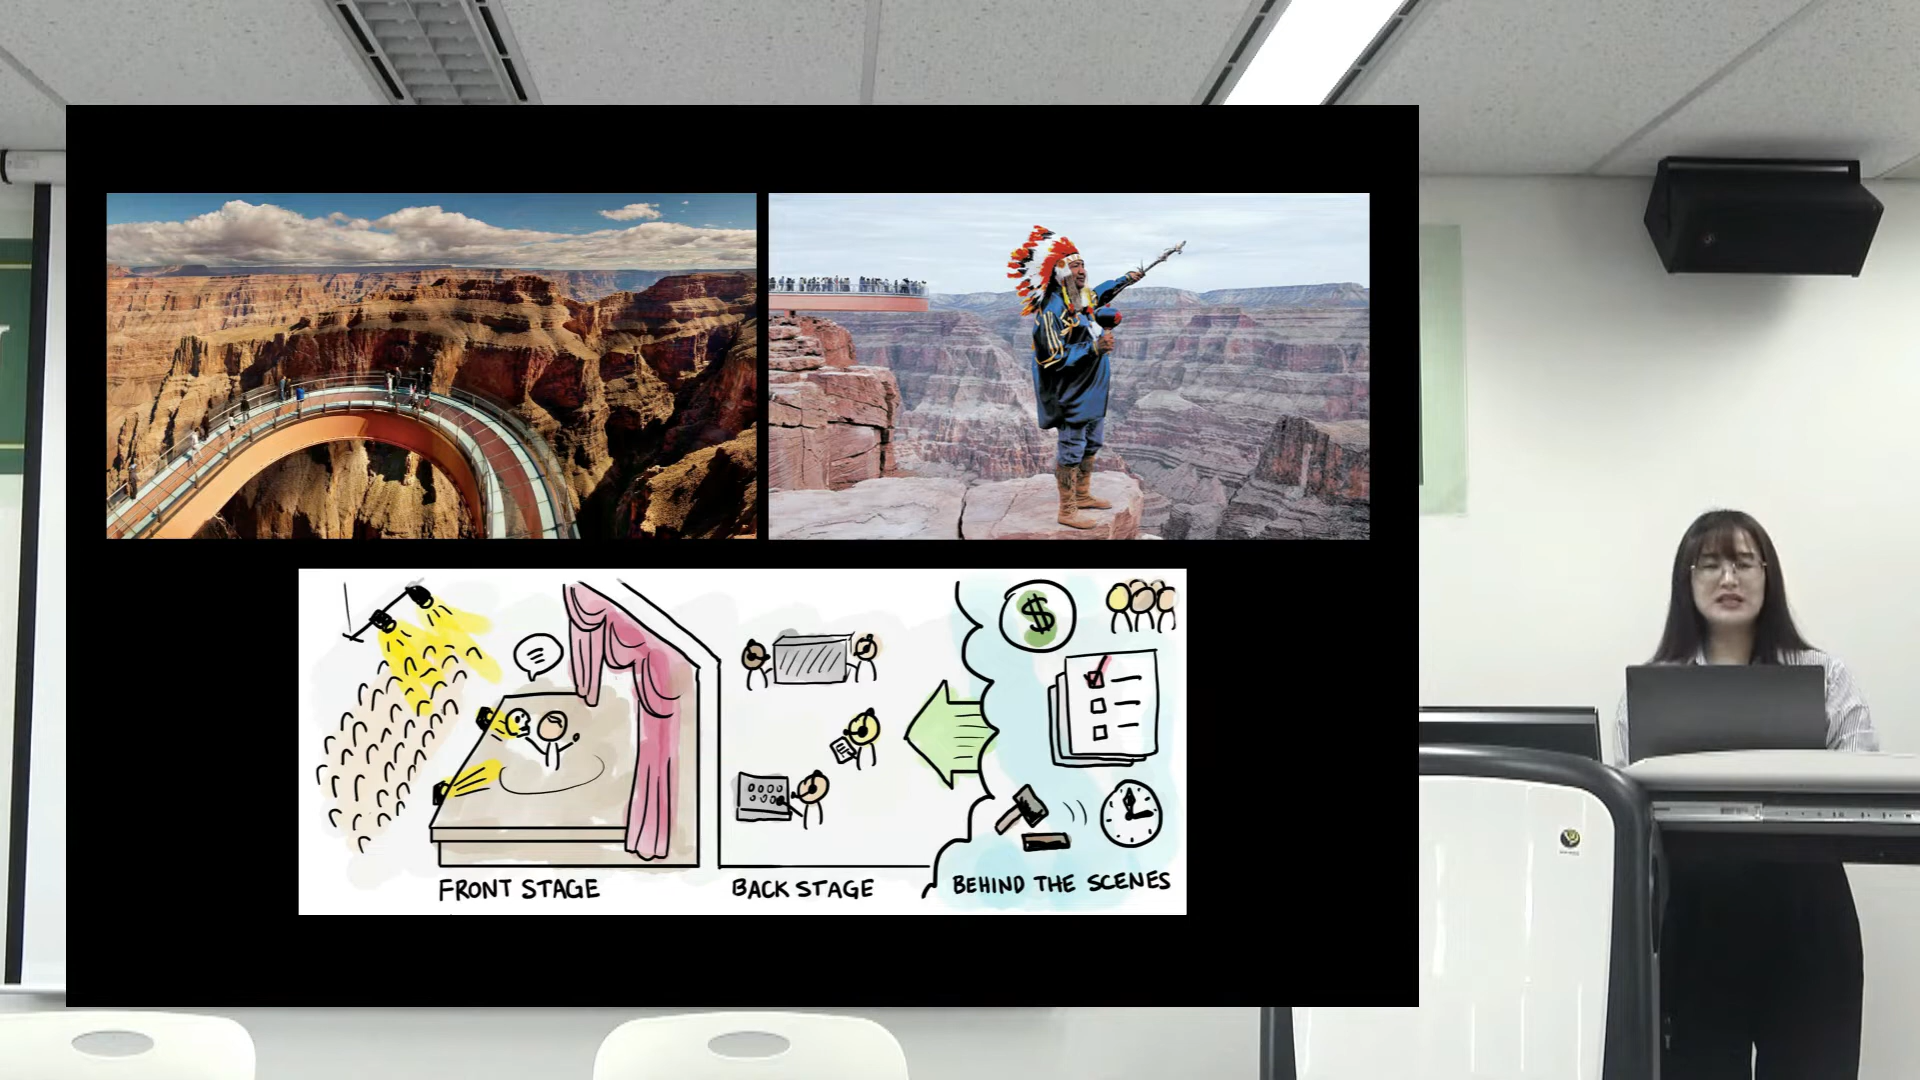 $
FRONT STAGE
BACK STAGE
BEHIND THE SCENES